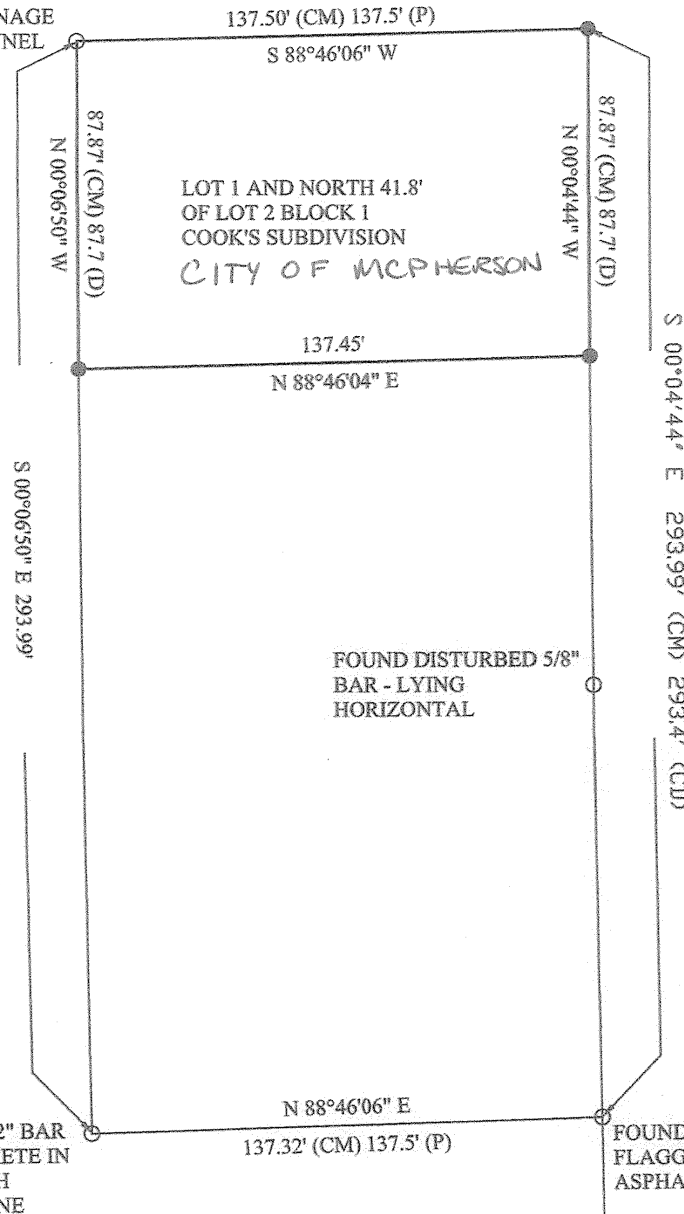 NAGE
NEL
137.50' (CM) 137.5' (P)
S 88°46'06" W
87.87' (CM) 87.7 (D)
N 00°06'50" W
87.87' (CM) 87.7' (D)
N 00°04'44" W
LOT 1 AND NORTH 41.8'
OF LOT 2 BLOCK 1
COOK'S SUBDIVISION
CITY OF MCPHERSON
137.45'
N 88°46'04" E
S 00°06'50" E 293.99'
S 00°04'44" E 293.99' (CM) 293.4' (CD)
FOUND DISTURBED 5/8"
BAR - LYING
HORIZONTAL
N 88°46'06" E
137.32' (CM) 137.5' (P)
2" BAR
ETE IN
H
NE
FOUND
FLAGG
ASPHA